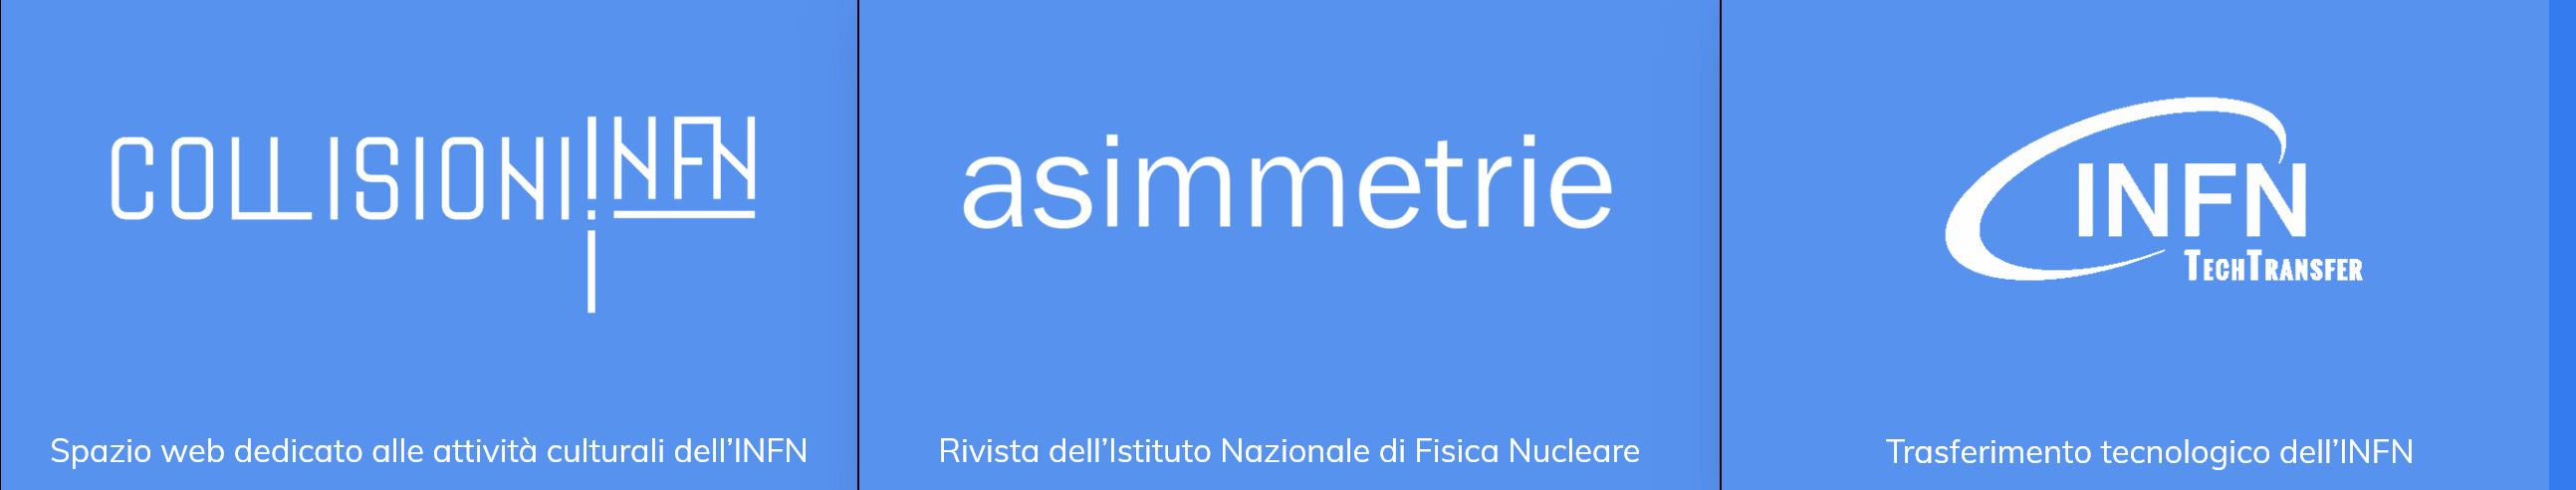 COLLISIONI INFN
asimmetrie
INFN
TECHTRANSFER
Spazio web dedicato alle attività culturali dell’INFN
Rivista dell’Istituto Nazionale di Fisica Nucleare
Trasferimento tecnologico dell’INFN